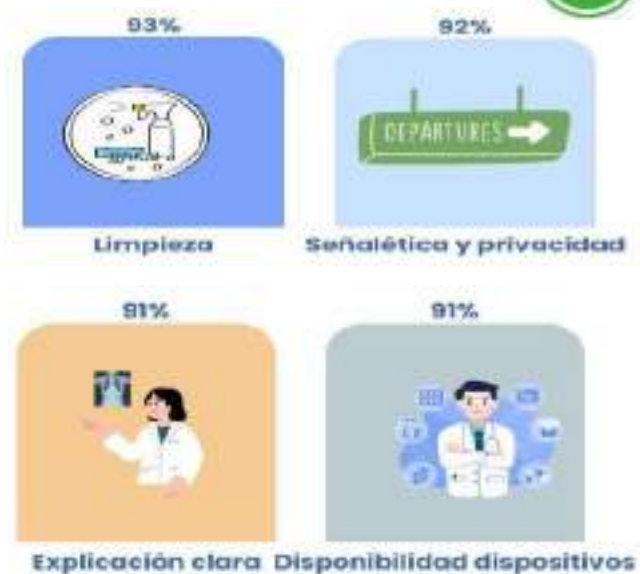 93%
92%
DEPARTURES
Limpieza
Señalética y privacidad
91%
91%
Explicación clara
Disponibilidad dispositivos